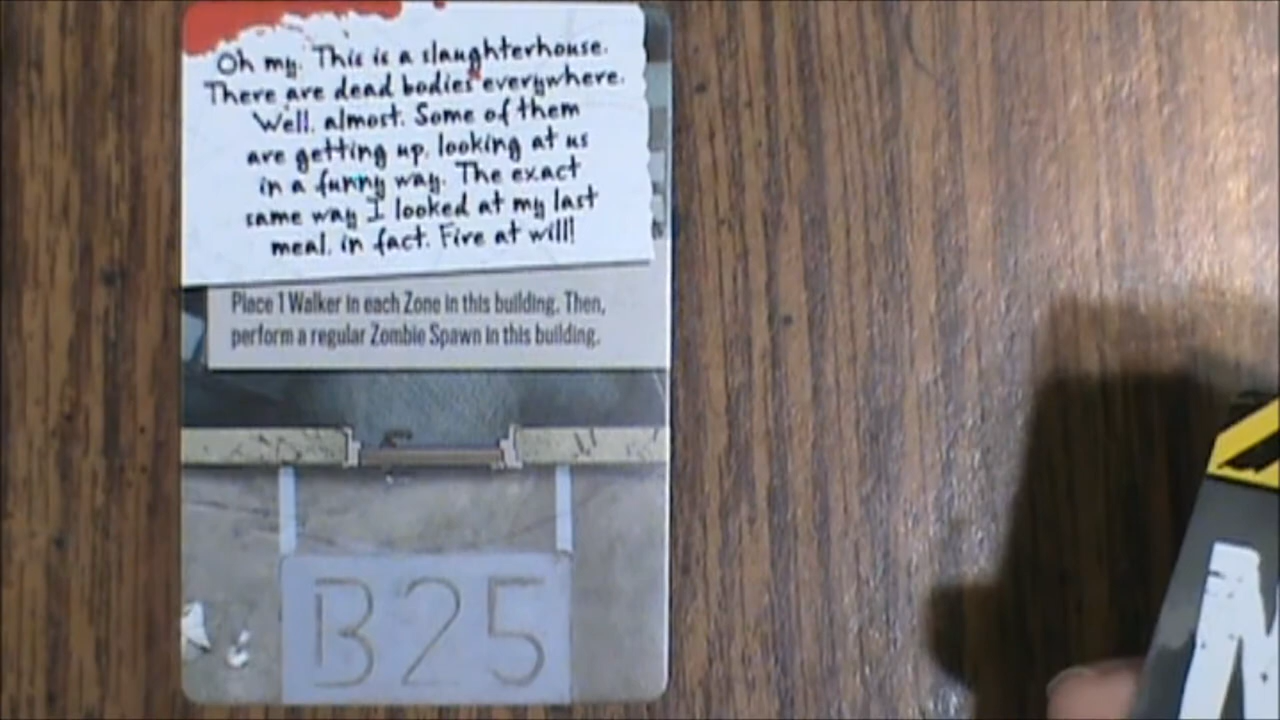 Oh my. This is a slaughterhouse.
There are dead bodies everywhere.
Well, almost. Some of them
are getting up, looking at us
in a funny way. The exact
same way I looked at my last
meal, in fact. Fire at will!
Place 1 Walker in each Zone in this building. Then,
perform a regular Zombie Spawn in this building.
B25
N